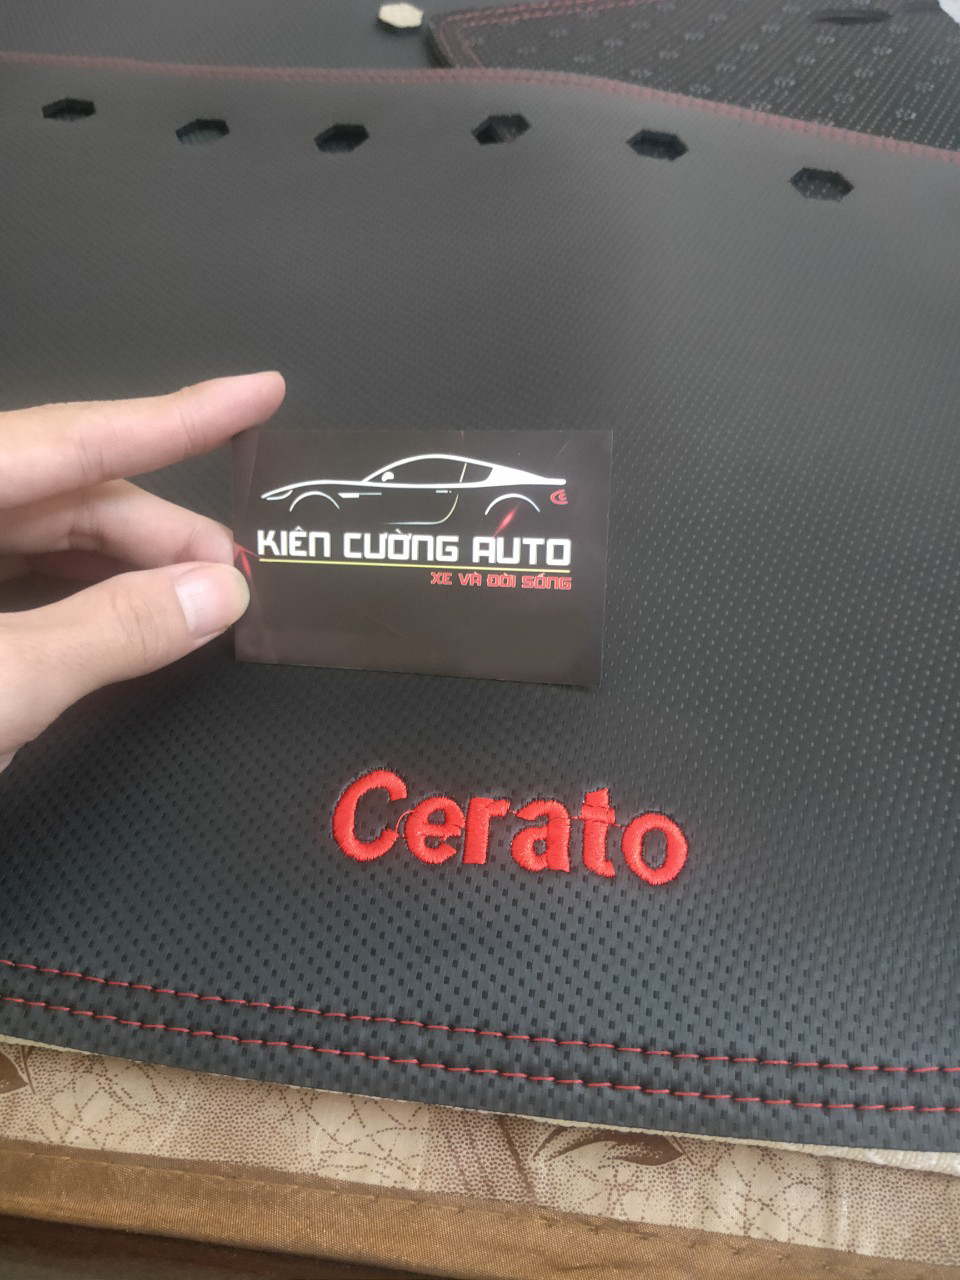 KIÊN CƯỜNG AUTO
XE VÀ ĐỜI SỐNG
Cerato